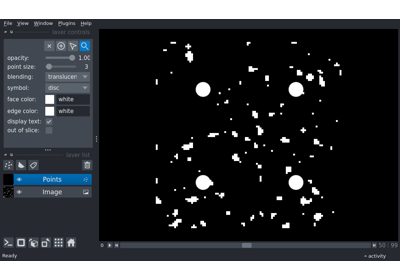 File View Window Plugins Help
layer controls
opacity: 1.00
point size: 3
blending: translucen
symbol: disc
face color: white
edge color: white
display text:
out of slice:
layer list
Points
Image
0 50 99
Ready activity